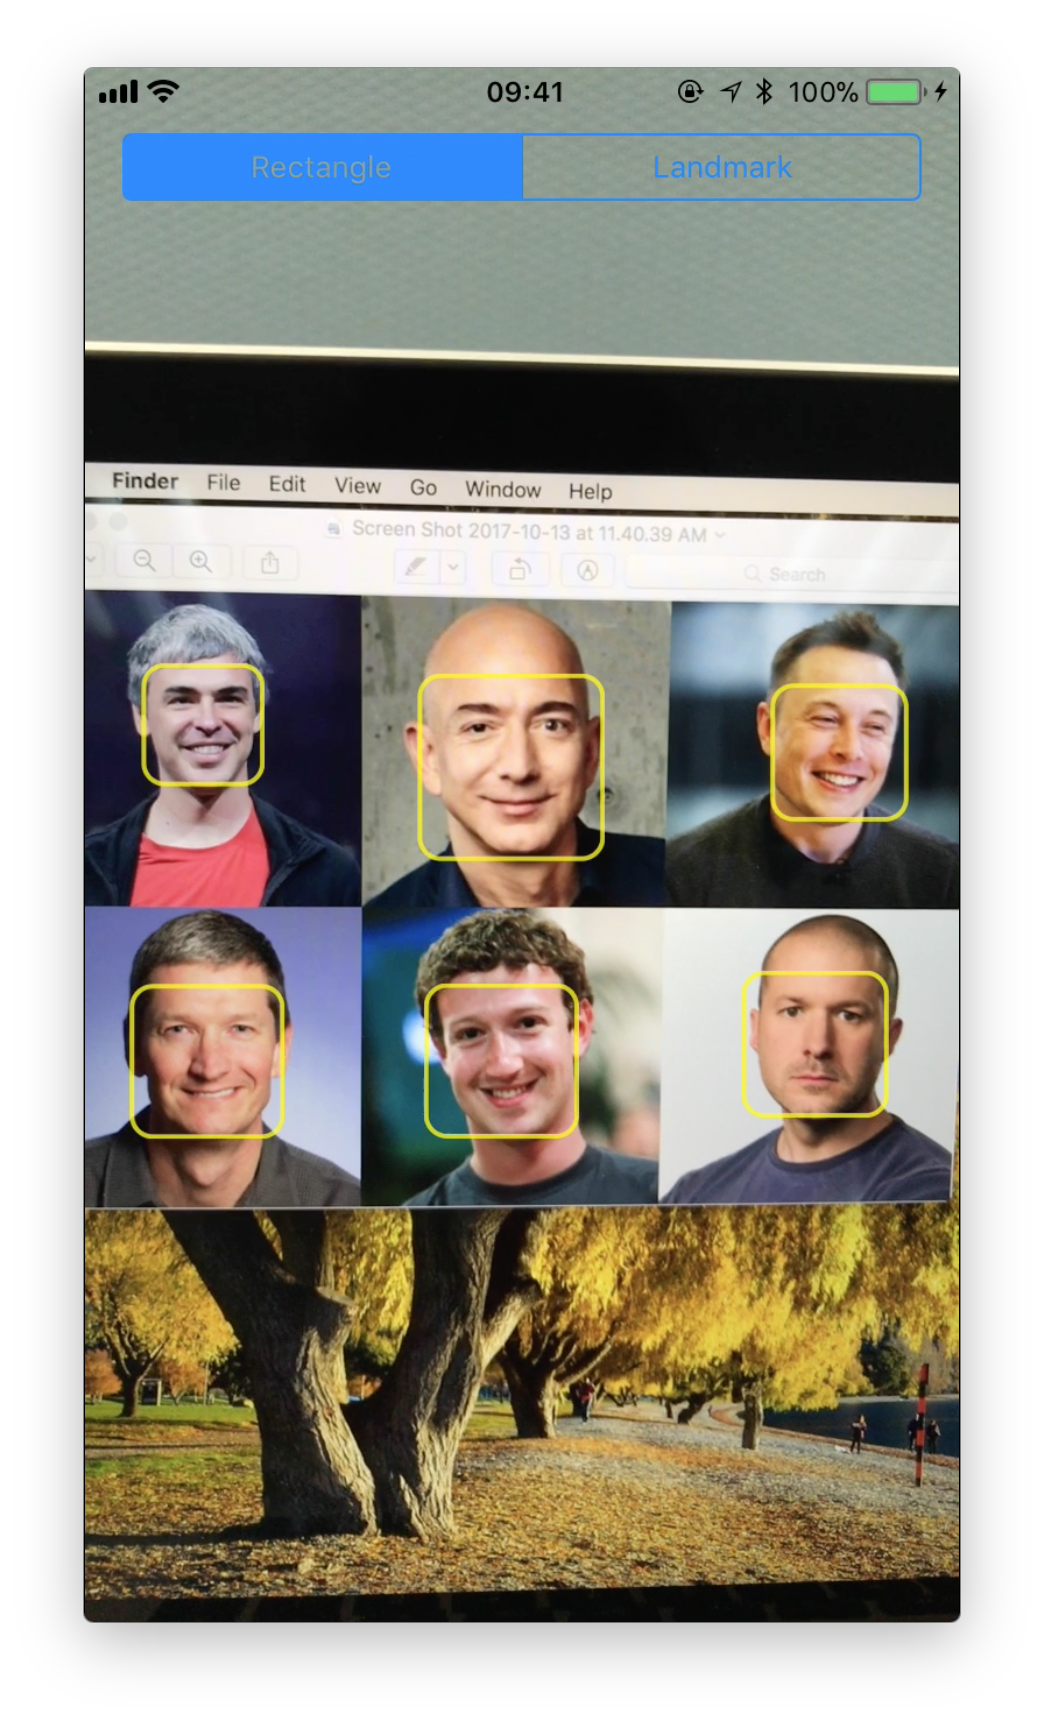 09:41 100%
Rectangle Landmark
Finder File Edit View Go Window Help
Screen Shot 2017-10-13 at 11.40.39 AM
Search